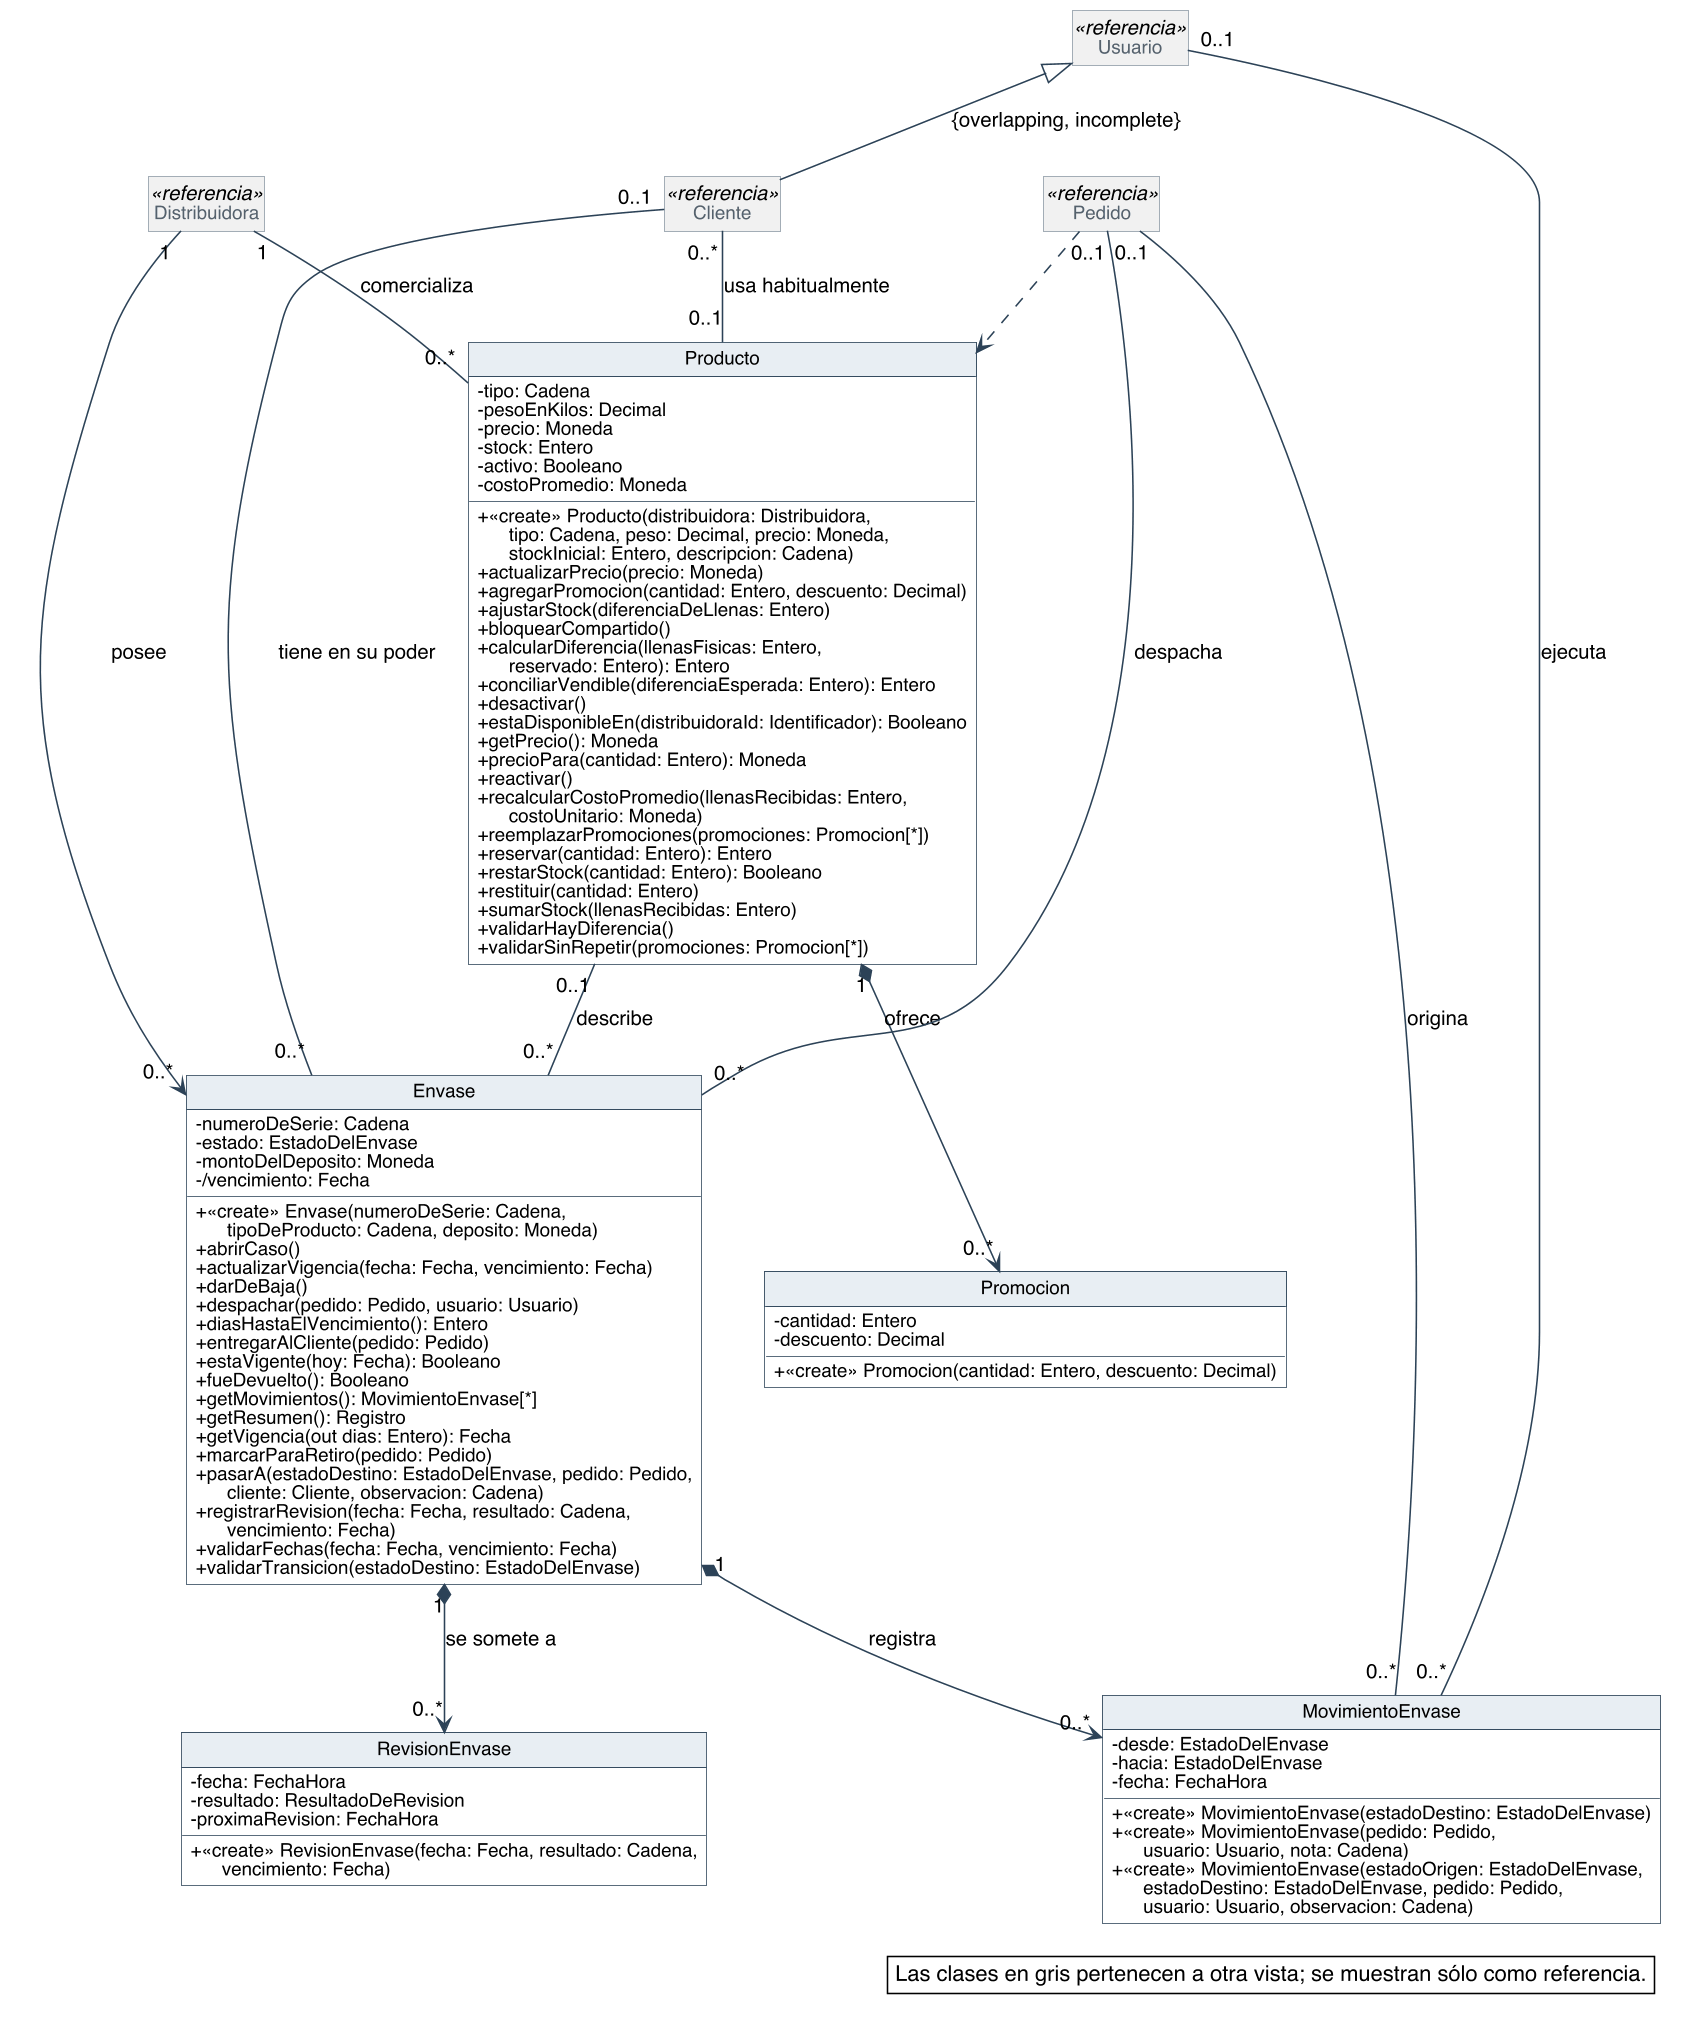 «referencia»
Usuario
0..1
{overlapping, incomplete}
«referencia»
Distribuidora
«referencia»
Cliente
«referencia»
Pedido
0..1
1
1
0..*
0..1
0..1
comercializa
usa habitualmente
0..1
0..*
Producto
-tipo: Cadena
-pesoEnKilos: Decimal
-precio: Moneda
-stock: Entero
-activo: Booleano
-costoPromedio: Moneda
+«create» Producto(distribuidora: Distribuidora,
tipo: Cadena, peso: Decimal, precio: Moneda,
stockInicial: Entero, descripcion: Cadena)
+actualizarPrecio(precio: Moneda)
+agregarPromocion(cantidad: Entero, descuento: Decimal)
+ajustarStock(diferenciaDeLlenas: Entero)
+bloquearCompartido()
+calcularDiferencia(llenasFisicas: Entero,
reservado: Entero): Entero
+conciliarVendible(diferenciaEsperada: Entero): Entero
+desactivar()
+estaDisponibleEn(distribuidoraId: Identificador): Booleano
+getPrecio(): Moneda
+precioPara(cantidad: Entero): Moneda
+reactivar()
+recalcularCostoPromedio(llenasRecibidas: Entero,
costoUnitario: Moneda)
+reemplazarPromociones(promociones: Promocion[*])
+reservar(cantidad: Entero): Entero
+restarStock(cantidad: Entero): Booleano
+restituir(cantidad: Entero)
+sumarStock(llenasRecibidas: Entero)
+validarHayDiferencia()
+validarSinRepetir(promociones: Promocion[*])
posee
tiene en su poder
despacha
ejecuta
0..1
1
describe
ofrece
origina
0..*
0..*
0..*
0..*
Envase
-numeroDeSerie: Cadena
-estado: EstadoDelEnvase
-montoDelDeposito: Moneda
-/vencimiento: Fecha
+«create» Envase(numeroDeSerie: Cadena,
tipoDeProducto: Cadena, deposito: Moneda)
+abrirCaso()
+actualizarVigencia(fecha: Fecha, vencimiento: Fecha)
+darDeBaja()
+despachar(pedido: Pedido, usuario: Usuario)
+diasHastaElVencimiento(): Entero
+entregarAlCliente(pedido: Pedido)
+estaVigente(hoy: Fecha): Booleano
+fueDevuelto(): Booleano
+getMovimientos(): MovimientoEnvase[*]
+getResumen(): Registro
+getVigencia(out dias: Entero): Fecha
+marcarParaRetiro(pedido: Pedido)
+pasarA(estadoDestino: EstadoDelEnvase, pedido: Pedido,
cliente: Cliente, observacion: Cadena)
+registrarRevision(fecha: Fecha, resultado: Cadena,
vencimiento: Fecha)
+validarFechas(fecha: Fecha, vencimiento: Fecha)
+validarTransicion(estadoDestino: EstadoDelEnvase)
0..*
Promocion
-cantidad: Entero
-descuento: Decimal
+«create» Promocion(cantidad: Entero, descuento: Decimal)
1
1
se somete a
registra
0..*
0..*
0..*
0..*
RevisionEnvase
-fecha: FechaHora
-resultado: ResultadoDeRevision
-proximaRevision: FechaHora
+«create» RevisionEnvase(fecha: Fecha, resultado: Cadena,
vencimiento: Fecha)
MovimientoEnvase
-desde: EstadoDelEnvase
-hacia: EstadoDelEnvase
-fecha: FechaHora
+«create» MovimientoEnvase(estadoDestino: EstadoDelEnvase)
+«create» MovimientoEnvase(pedido: Pedido,
usuario: Usuario, nota: Cadena)
+«create» MovimientoEnvase(estadoOrigen: EstadoDelEnvase,
estadoDestino: EstadoDelEnvase, pedido: Pedido,
usuario: Usuario, observacion: Cadena)
Las clases en gris pertenecen a otra vista; se muestran sólo como referencia.